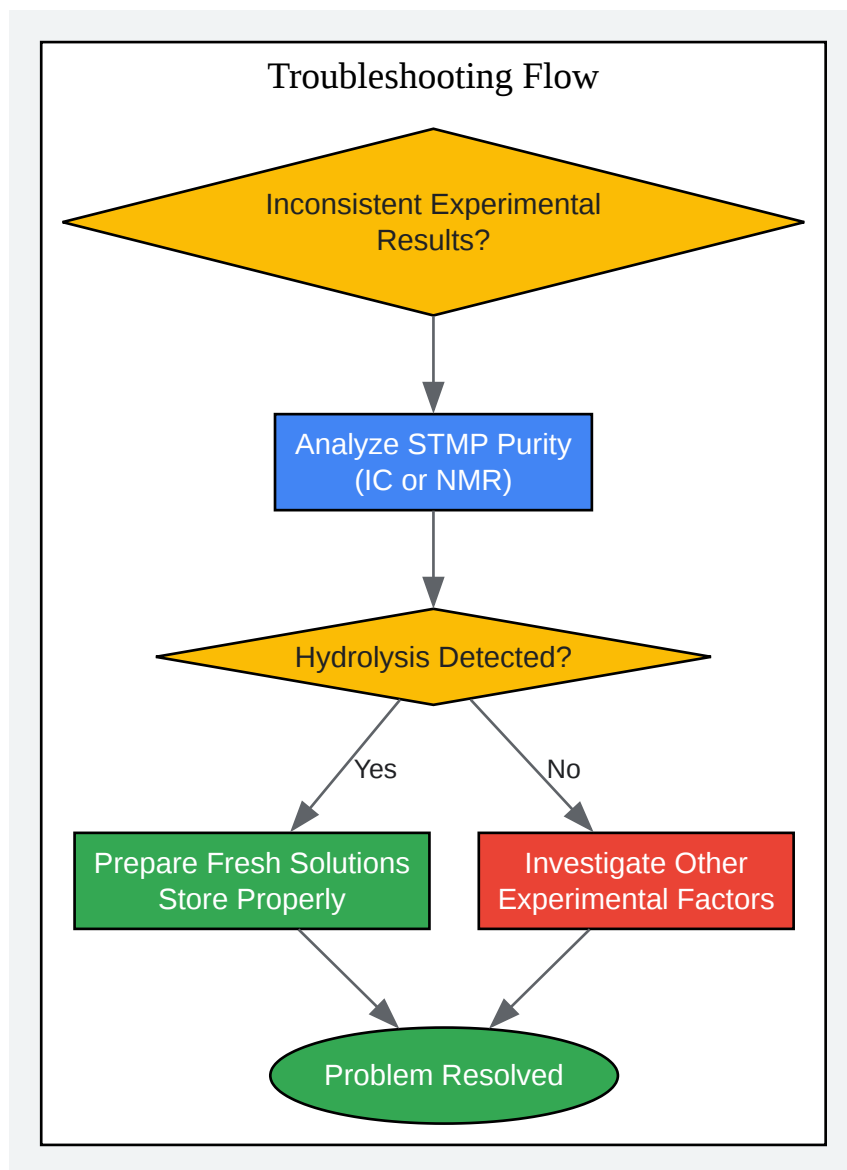 Troubleshooting Flow
Inconsistent Experimental
Results?
Analyze STMP Purity
(IC or NMR)
Hydrolysis Detected?
Yes
No
Prepare Fresh Solutions
Store Properly
Investigate Other
Experimental Factors
Problem Resolved